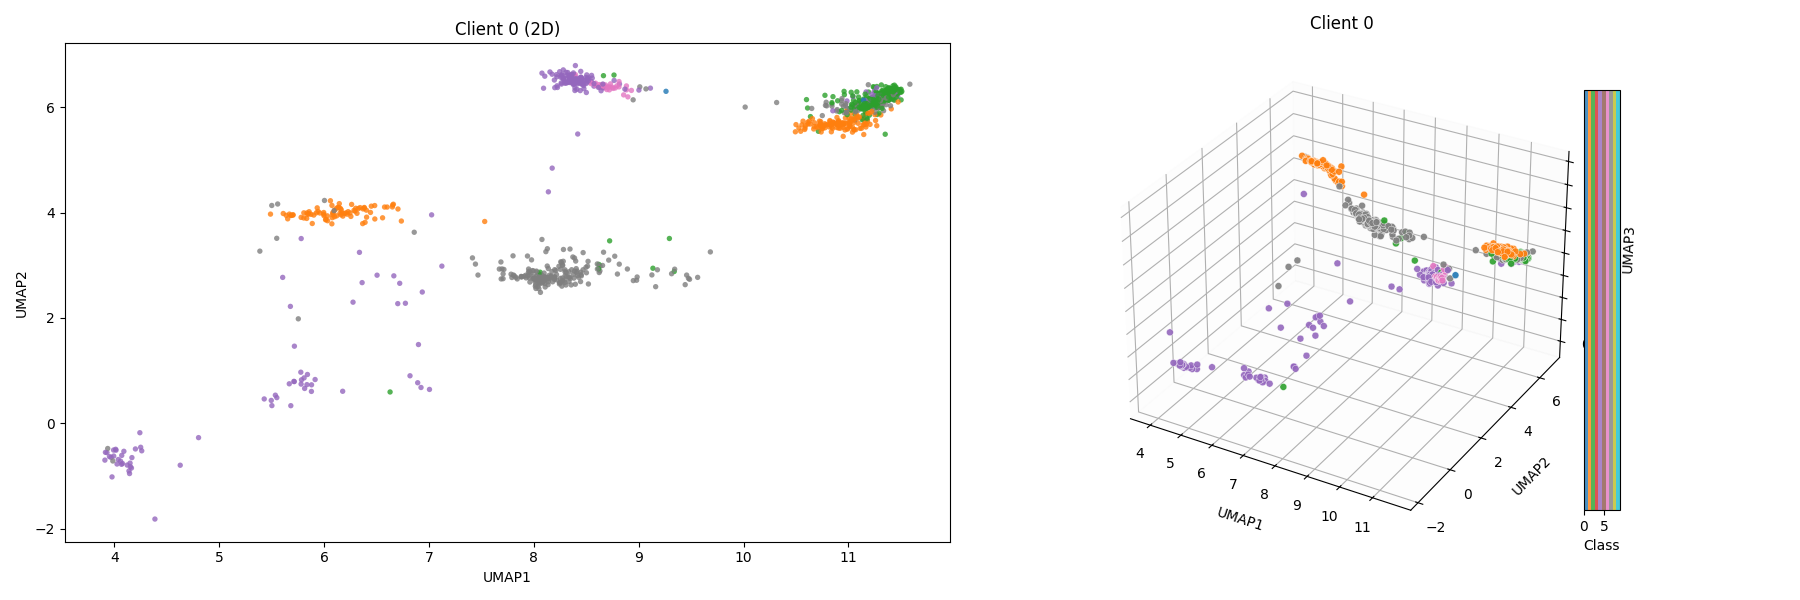 Client 0 (2D)
6
4
2
0
−2
UMAP2
4 5 6 7 8 9 10 11
UMAP1
Client 0
4 5 6 7 8 9 10 11
UMAP1
−2 0 2 4 6
UMAP2
UMAP3
0 5
Class